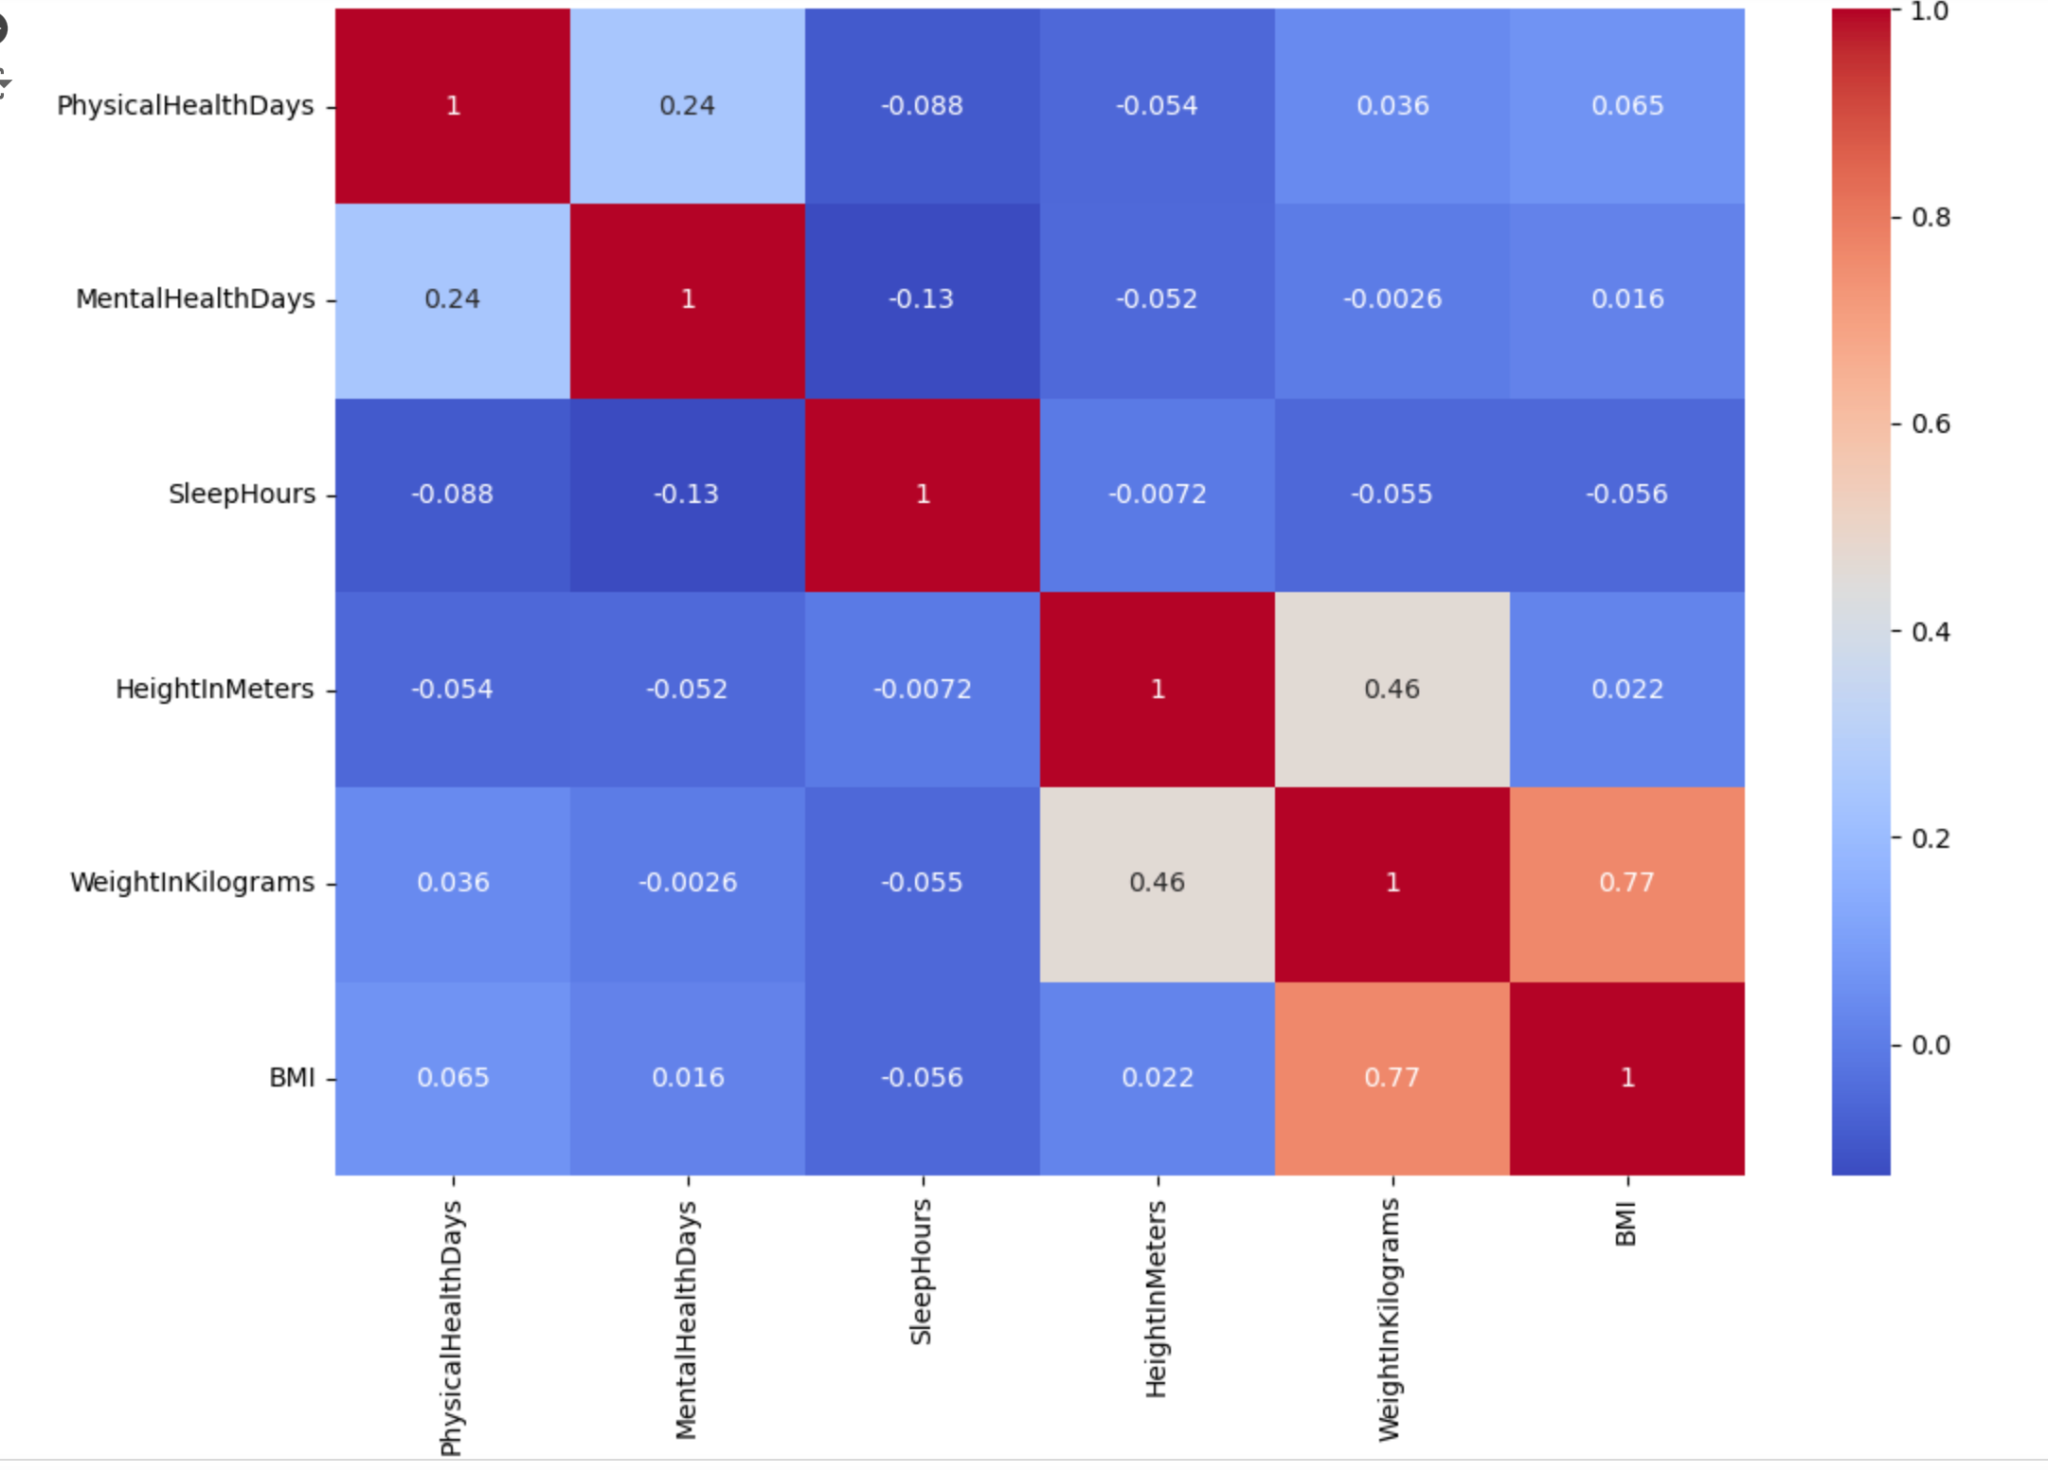 1.0
PhysicalHealthDays 1 0.24 -0.088 -0.054 0.036 0.065
0.8
MentalHealthDays 0.24 1 -0.13 -0.052 -0.0026 0.016
0.6
SleepHours -0.088 -0.13 1 -0.0072 -0.055 -0.056
0.4
HeightInMeters -0.054 -0.052 -0.0072 1 0.46 0.022
0.2
WeightInKilograms 0.036 -0.0026 -0.055 0.46 1 0.77
0.0
BMI 0.065 0.016 -0.056 0.022 0.77 1
PhysicalHealthDays
MentalHealthDays
SleepHours
HeightInMeters
WeightInKilograms
BMI